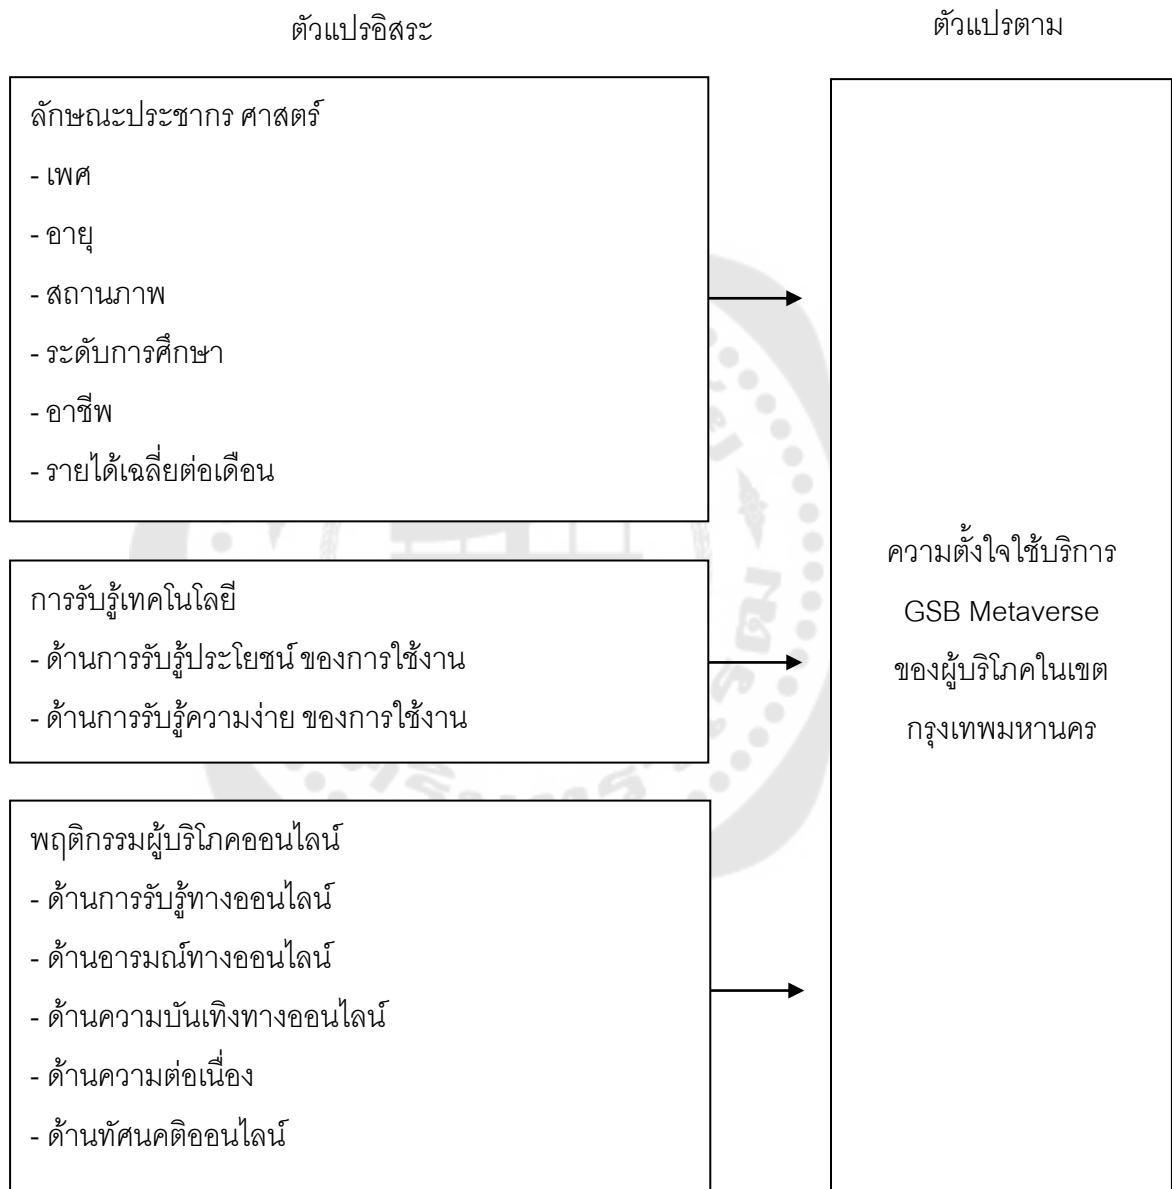 ตัวแปรอิสระ
ตัวแปรตาม
ลักษณะประชากร ศาสตร์
- เพศ
- อายุ
- สถานภาพ
- ระดับการศึกษา
- อาชีพ
- รายได้เฉลี่ยต่อเดือน
การรับรู้เทคโนโลยี
- ด้านการรับรู้ประโยชน์ ของการใช้งาน
- ด้านการรับรู้ความง่าย ของการใช้งาน
พฤติกรรมผู้บริโภคออนไลน์
- ด้านการรับรู้ทางออนไลน์
- ด้านอารมณ์ทางออนไลน์
- ด้านความบันเทิงทางออนไลน์
- ด้านความต่อเนื่อง
- ด้านทัศนคติออนไลน์
ความตั้งใจใช้บริการ
GSB Metaverse
ของผู้บริโภคในเขต
กรุงเทพมหานคร